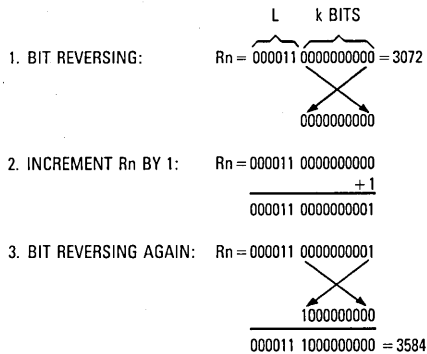 L k BITS
1. BIT REVERSING: Rn = 000011 0000000000 = 3072
0000000000
2. INCREMENT Rn BY 1: Rn = 000011 0000000000
+1
000011 0000000001
3. BIT REVERSING AGAIN: Rn = 000011 0000000001
1000000000
000011 1000000000 = 3584